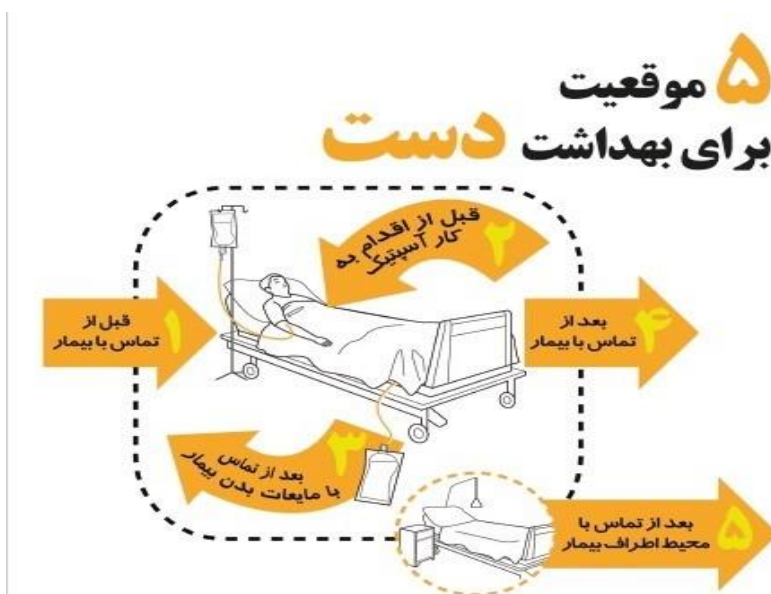 ۵ موقعیت
برای بهداشت دست
۱
قبل از
تماس با بیمار
۲
قبل از اقدام به
کار آسپتیک
۳
بعد از تماس
با مایعات بدن بیمار
۴
بعد از
تماس با بیمار
۵
بعد از تماس با
محیط اطراف بیمار